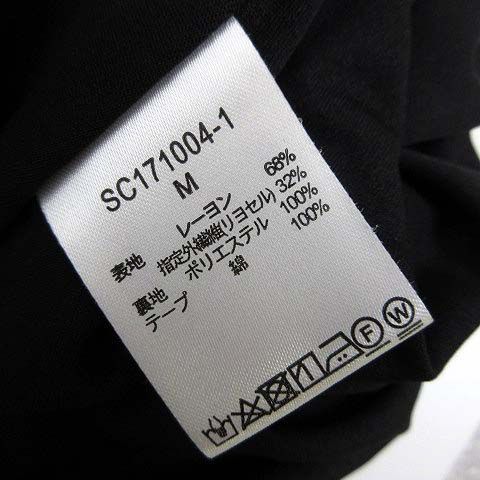 SC171004-1
M
表地 レーヨン 68%
指定外繊維(リヨセル) 32%
裏地 ポリエステル 100%
テープ 綿 100%
F W